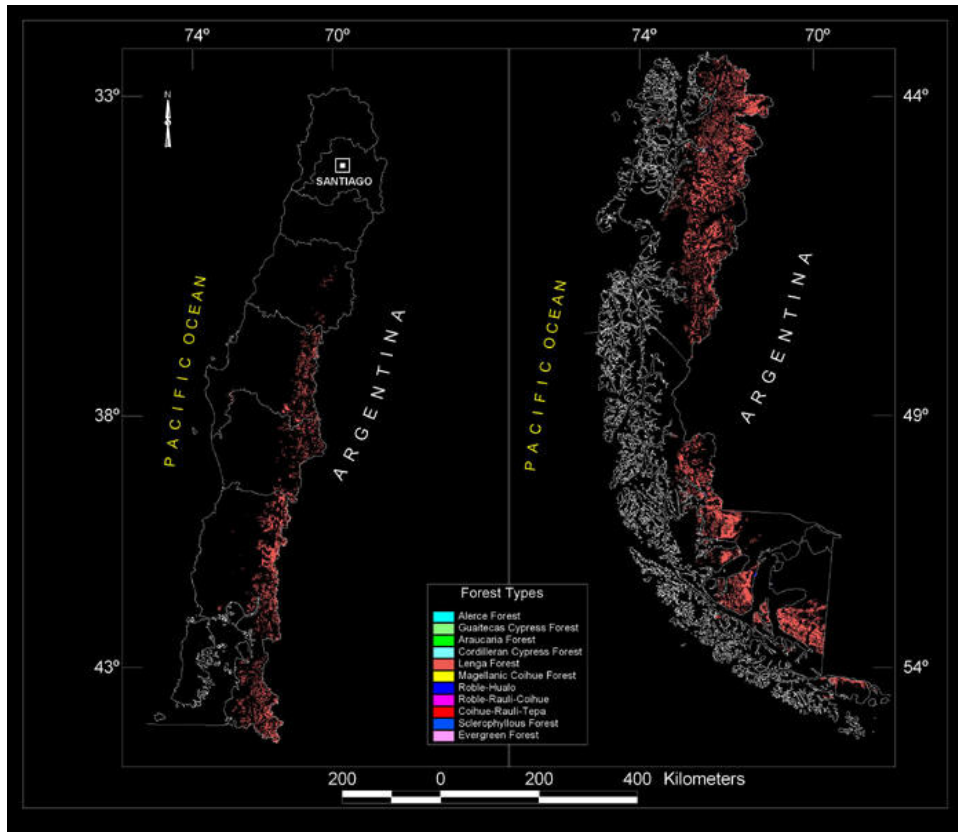 74º 70º 74º 70º
33º 44º
N
S
SANTIAGO
PACIFIC OCEAN
ARGENTINA
PACIFIC OCEAN
ARGENTINA
38º 49º
Forest Types
Alerce Forest
Guaitecas Cypress Forest
Araucaria Forest
Cordilleran Cypress Forest
Lenga Forest
Magellanic Coihue Forest
Roble-Hualo
Roble-Rauli-Coihue
Coihue-Rauli-Tepa
Sclerophyllous Forest
Evergreen Forest
43º 54º
200 0 200 400 Kilometers